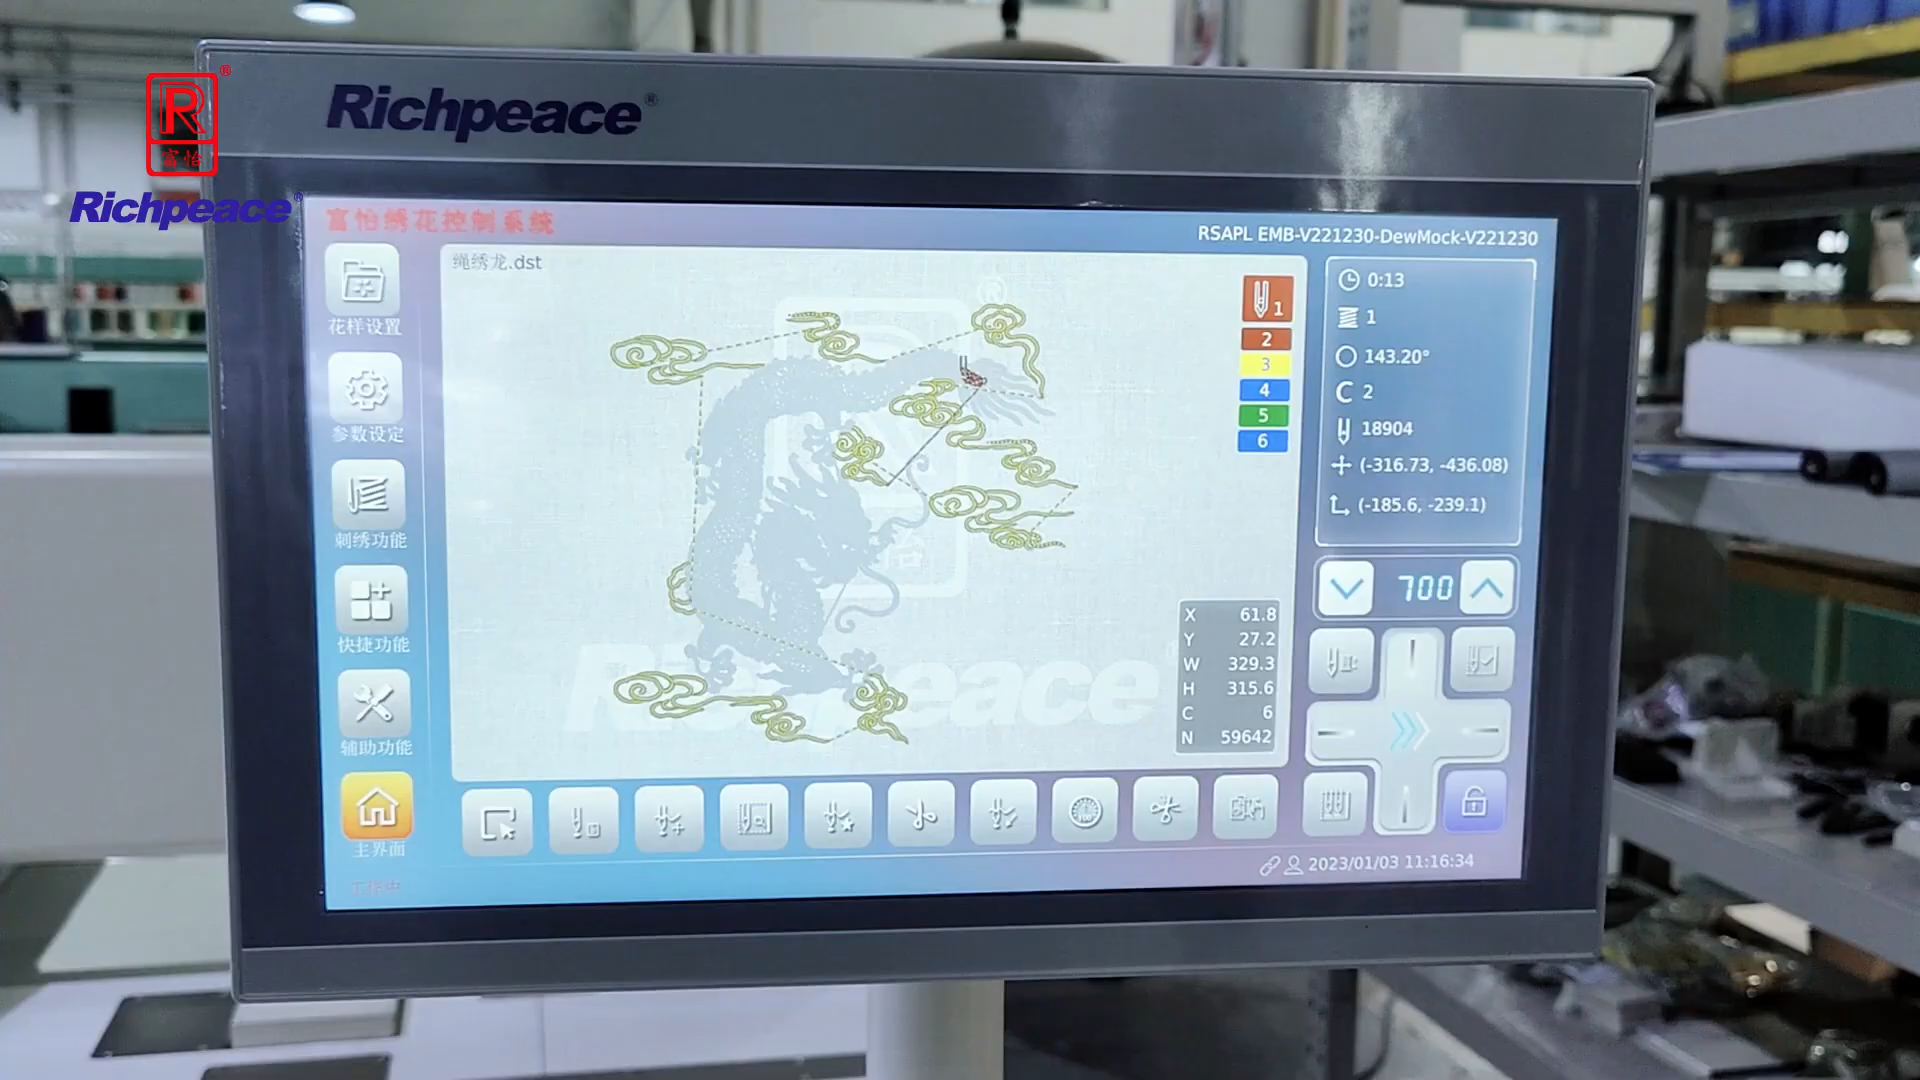 R®
富怡
Richpeace®
Richpeace®
富怡绣花控制系统
RSAPL EMB-V221230-DewMock-V221230
绳绣龙.dst
花样设置
参数设定
刺绣功能
快捷功能
辅助功能
主界面
工作中
1
2
3
4
5
6
0:13
1
143.20°
C 2
18904
(-316.73, -436.08)
(-185.6, -239.1)
700
X 61.8
Y 27.2
W 329.3
H 315.6
C 6
N 59642
Richpeace
2023/01/03 11:16:34